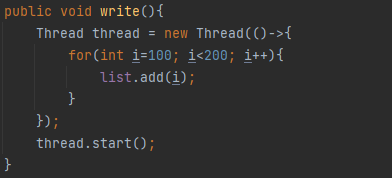 public void write(){
    Thread thread = new Thread(()->{
        for(int i=100; i<200; i++){
            list.add(i);
        }
    });
    thread.start();
}